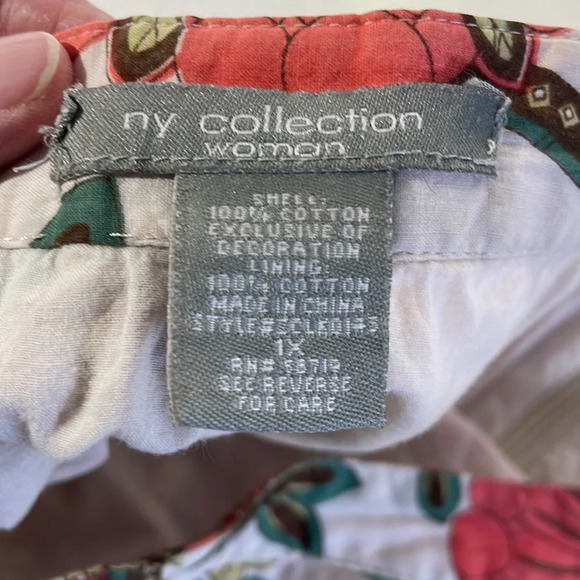 ny collection
woman
SHELL:
100% COTTON
EXCLUSIVE OF
DECORATION
LINING:
100% COTTON
MADE IN CHINA
1X
SEE REVERSE
FOR CARE